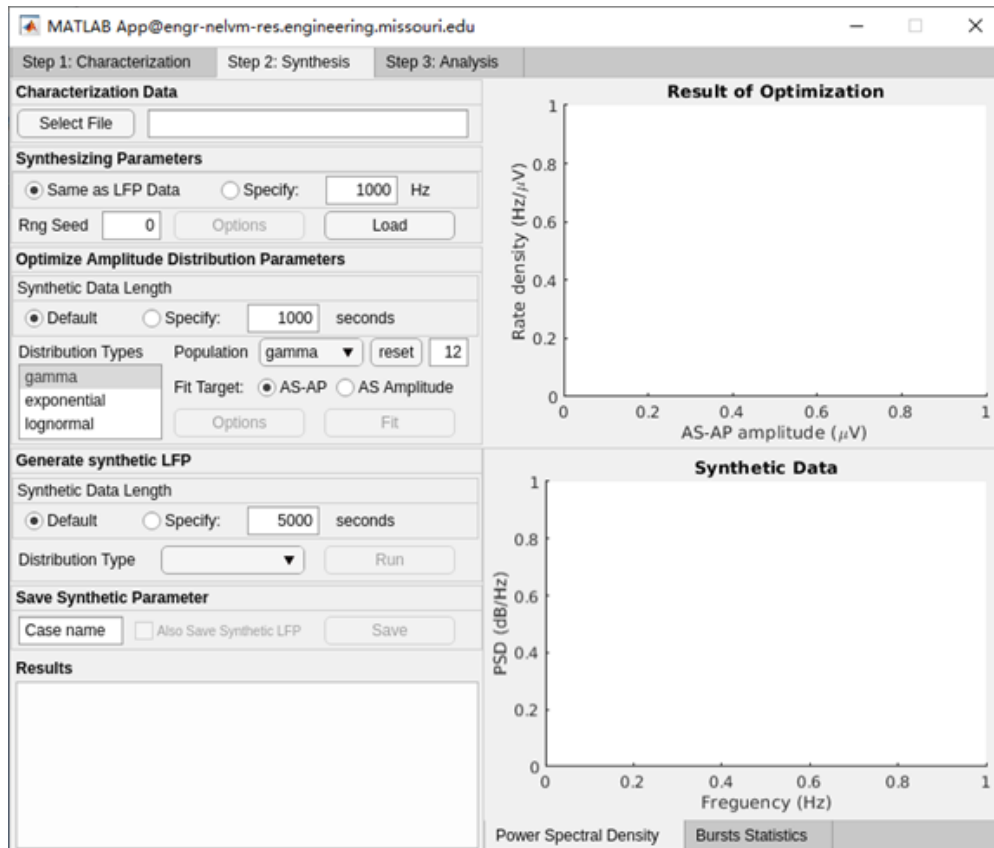 MATLAB App@engr-nelvm-res.engineering.missouri.edu
Step 1: Characterization Step 2: Synthesis Step 3: Analysis
Characterization Data
Select File
Synthesizing Parameters
Same as LFP Data Specify: 1000 Hz
Rng Seed 0 Options Load
Optimize Amplitude Distribution Parameters
Synthetic Data Length
Default Specify: 1000 seconds
Distribution Types Population gamma reset 12
gamma
exponential
lognormal
Fit Target: AS-AP AS Amplitude
Options Fit
Generate synthetic LFP
Synthetic Data Length
Default Specify: 5000 seconds
Distribution Type Run
Save Synthetic Parameter
Case name Also Save Synthetic LFP Save
Results
Result of Optimization
Rate density (Hz/μV)
1
0.8
0.6
0.4
0.2
0
0 0.2 0.4 0.6 0.8 1
AS-AP amplitude (μV)
Synthetic Data
PSD (dB/Hz)
1
0.8
0.6
0.4
0.2
0
0 0.2 0.4 0.6 0.8 1
Freguency (Hz)
Power Spectral Density Bursts Statistics